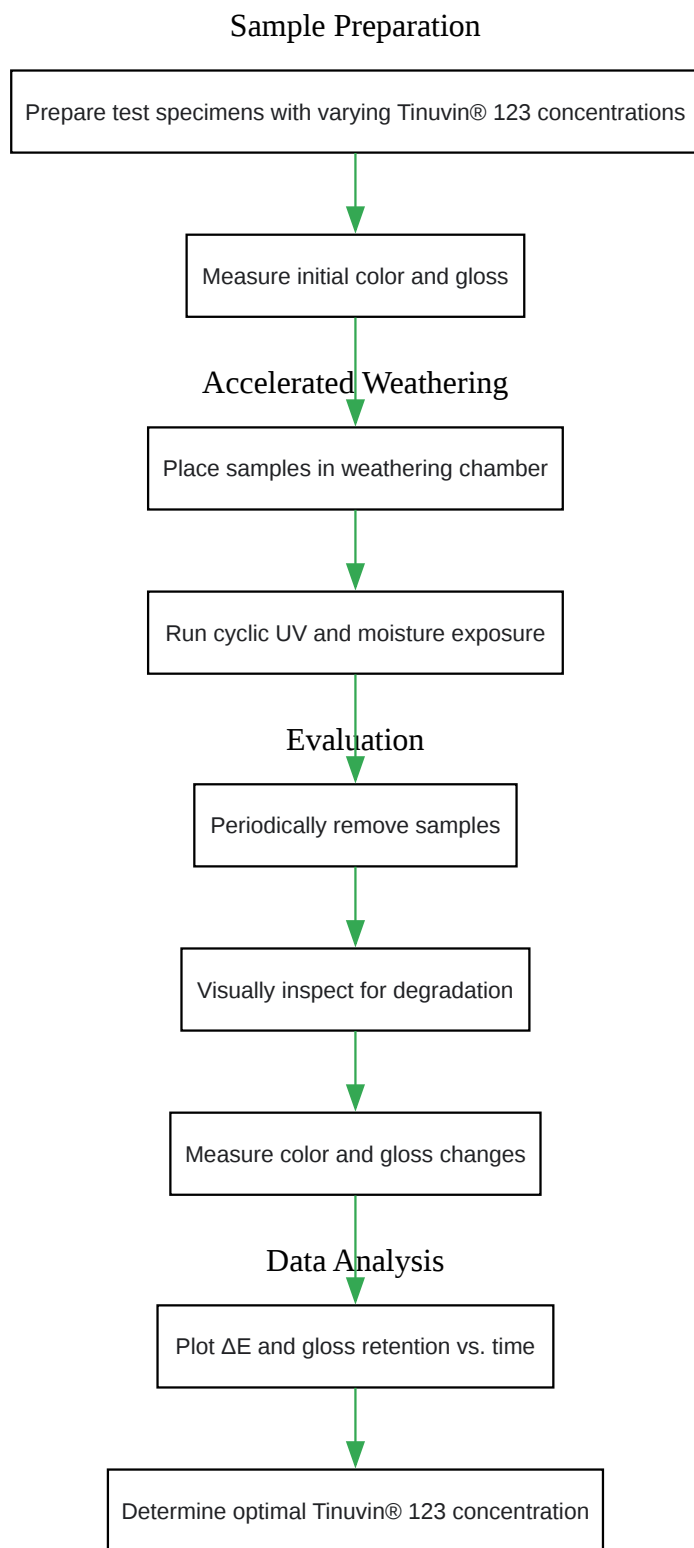 Sample Preparation
Prepare test specimens with varying Tinuvin® 123 concentrations
Measure initial color and gloss
Accelerated Weathering
Place samples in weathering chamber
Run cyclic UV and moisture exposure
Evaluation
Periodically remove samples
Visually inspect for degradation
Measure color and gloss changes
Data Analysis
Plot ΔE and gloss retention vs. time
Determine optimal Tinuvin® 123 concentration